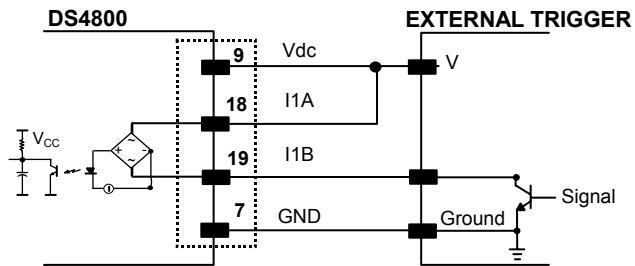 DS4800
EXTERNAL TRIGGER
9
Vdc
V
18
I1A
VCC
+
-
~
~
19
I1B
Signal
7
GND
Ground